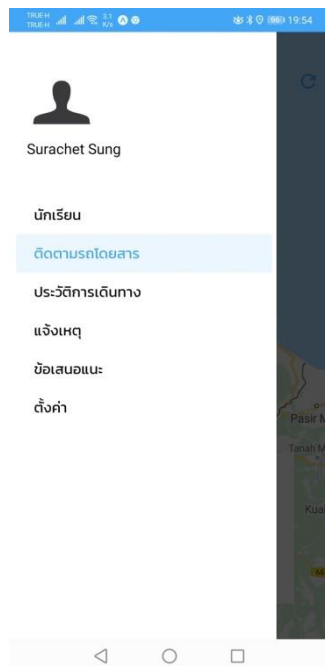 TRUE-H 3.1 96 19:54
TRUE-H K/s
Surachet Sung
นักเรียน
ติดตามรถโดยสาร
ประวัติการเดินทาง
แจ้งเหตุ
ข้อเสนอแนะ
ตั้งค่า
Pasir M
Tanah M
Kua